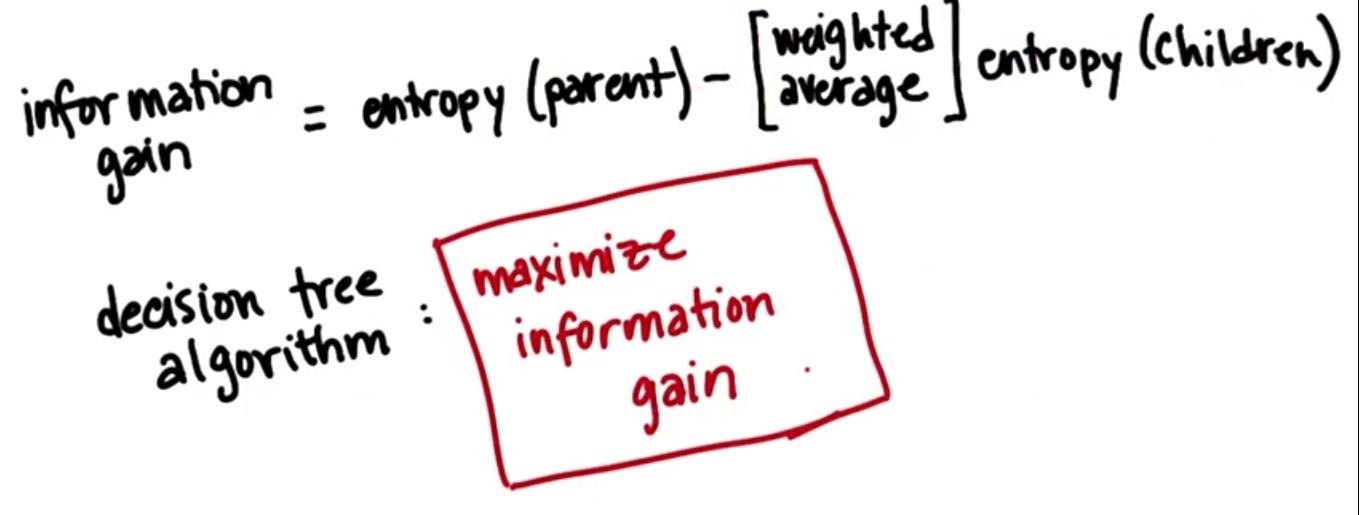 information gain = entropy (parent) - [weighted average] entropy (children)
decision tree algorithm : maximize information gain